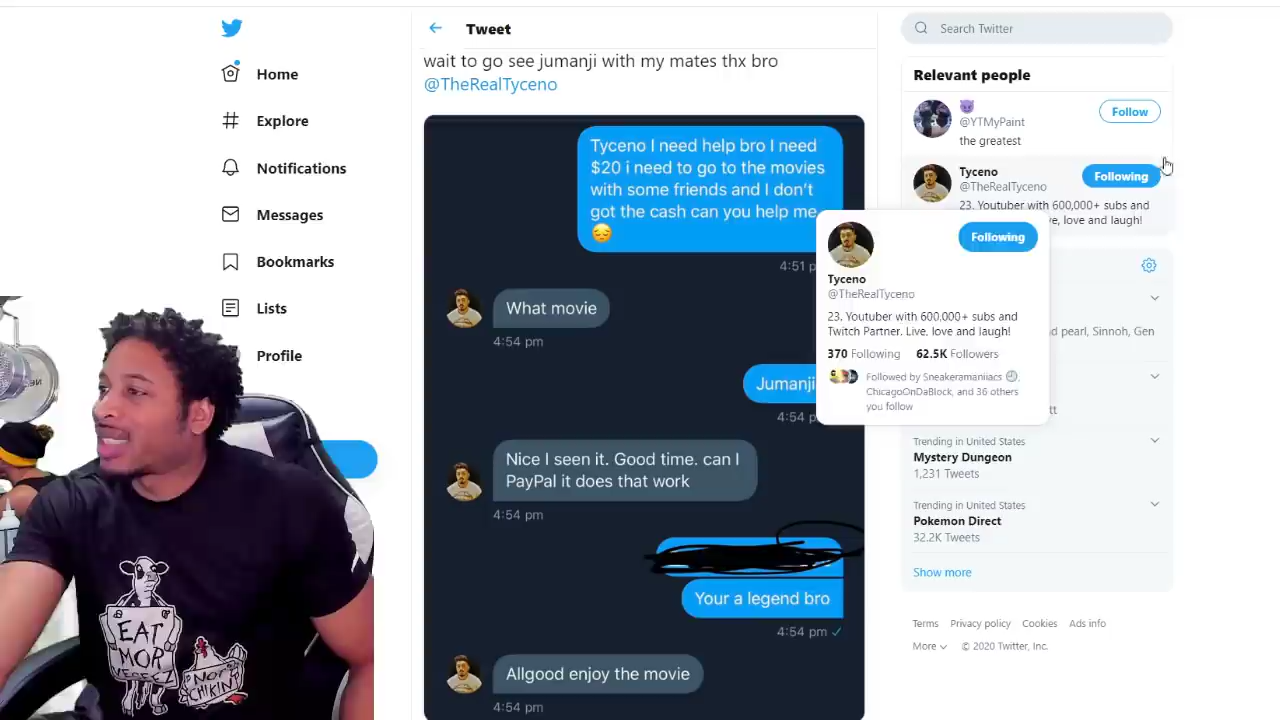 Tweet
Search Twitter
Home
Explore
Notifications
Messages
Bookmarks
Lists
Profile
wait to go see jumanji with my mates thx bro
@TheRealTyceno
Tyceno I need help bro I need
$20 i need to go to the movies
with some friends and I don't
got the cash can you help me
4:51 p
What movie
4:54 pm
Jumanji
4:54 p
Nice I seen it. Good time. can I
PayPal it does that work
4:54 pm
Your a legend bro
4:54 pm
Allgood enjoy the movie
4:54 pm
Relevant people
@YTMyPaint
Follow
the greatest
Tyceno
@TheRealTyceno
Following
23. Youtuber with 600,000+ subs and
ve, love and laugh!
Following
Tyceno
@TheRealTyceno
23. Youtuber with 600,000+ subs and
Twitch Partner. Live, love and laugh!
370 Following 62.5K Followers
Followed by Sneakeramaniiacs
ChicagoOnDaBlock, and 36 others
you follow
d pearl, Sinnoh, Gen
tt
Trending in United States
Mystery Dungeon
1,231 Tweets
Trending in United States
Pokemon Direct
32.2K Tweets
Show more
Terms Privacy policy Cookies Ads info
More © 2020 Twitter, Inc.
EAT
MOR
NOT
CHIKIN